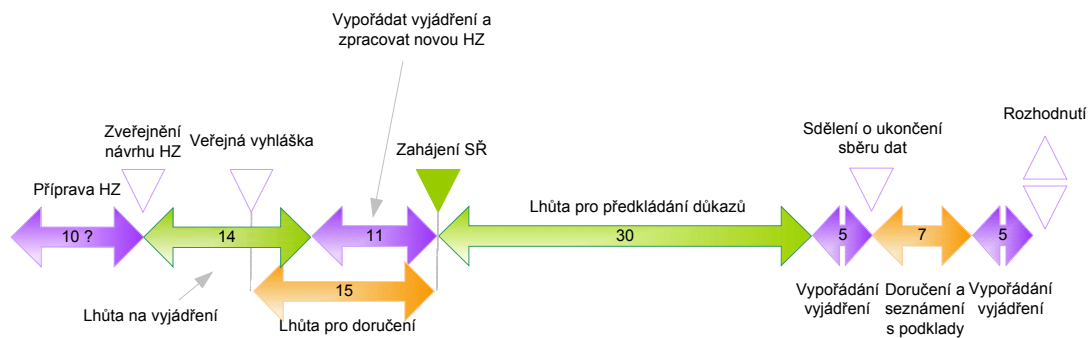 Vypořádat vyjádření a
zpracovat novou HZ
Rozhodnutí
Zveřejnění
návrhu HZ
Veřejná vyhláška
Zahájení SŘ
Sdělení o ukončení
sběru dat
Příprava HZ
Lhůta pro předkládání důkazů
10 ?
14
11
30
5
7
5
15
Lhůta na vyjádření
Lhůta pro doručení
Vypořádání
vyjádření
Doručení a
seznámení
s podklady
Vypořádání
vyjádření